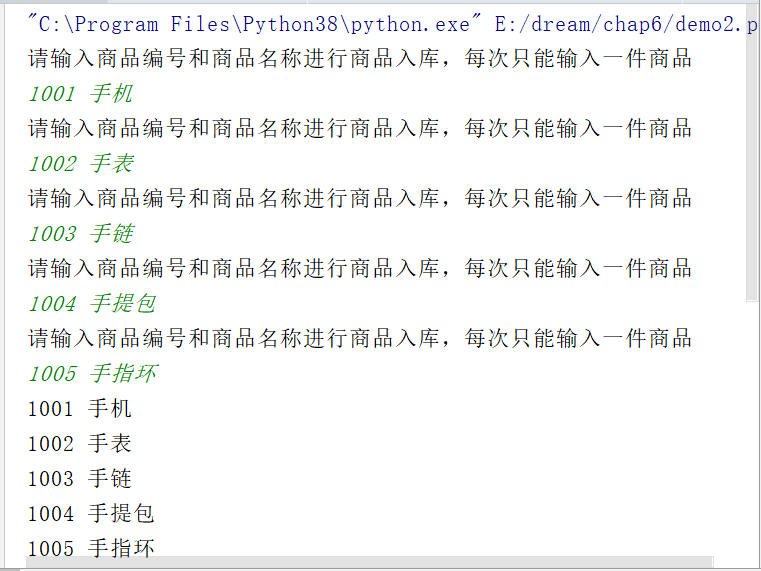 "C:\Program Files\Python38\python.exe" E:/dream/chap6/demo2.p
请输入商品编号和商品名称进行商品入库，每次只能输入一件商品
1001 手机
请输入商品编号和商品名称进行商品入库，每次只能输入一件商品
1002 手表
请输入商品编号和商品名称进行商品入库，每次只能输入一件商品
1003 手链
请输入商品编号和商品名称进行商品入库，每次只能输入一件商品
1004 手提包
请输入商品编号和商品名称进行商品入库，每次只能输入一件商品
1005 手指环
1001 手机
1002 手表
1003 手链
1004 手提包
1005 手指环